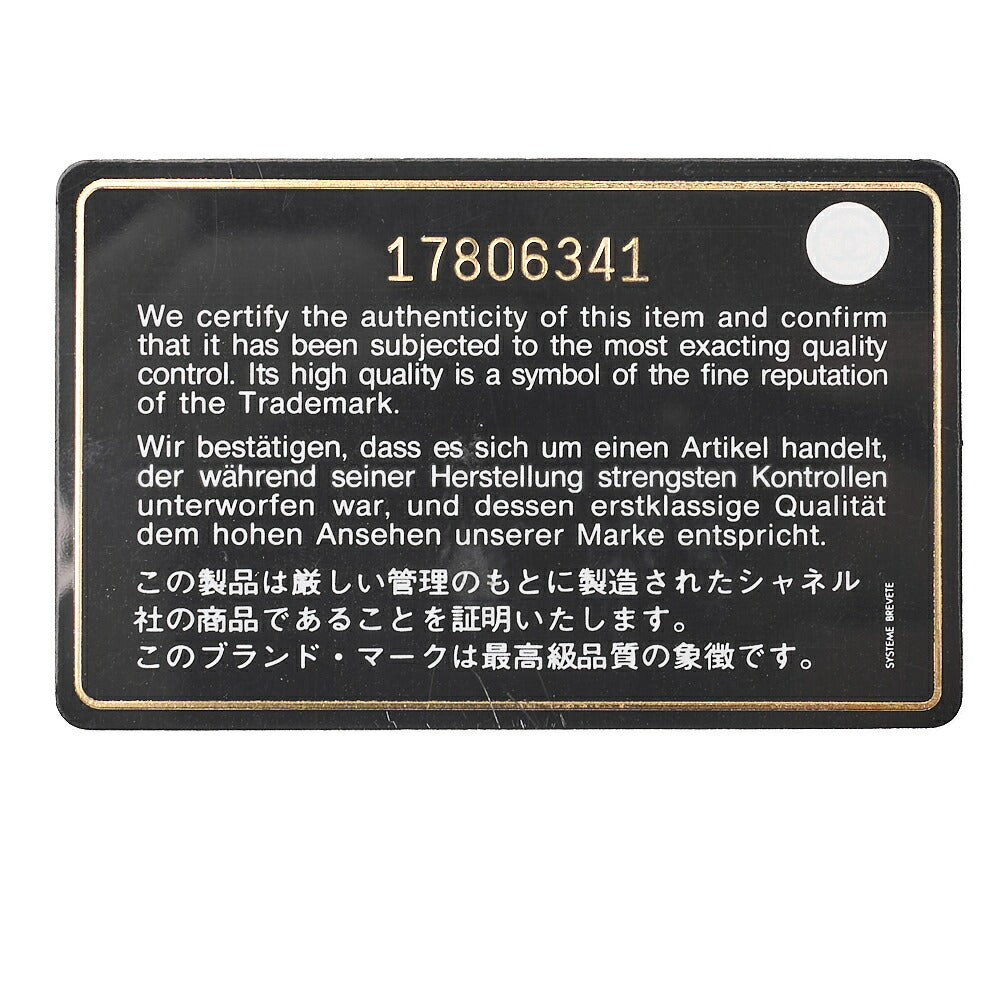 17806341
We certify the authenticity of this item and confirm
that it has been subjected to the most exacting quality
control. Its high quality is a symbol of the fine reputation
of the Trademark.
Wir bestätigen, dass es sich um einen Artikel handelt,
der während seiner Herstellung strengsten Kontrollen
unterworfen war, und dessen erstklassige Qualität
dem hohen Ansehen unserer Marke entspricht.
この製品は厳しい管理のもとに製造されたシャネル
社の商品であることを証明いたします。
このブランド・マークは最高級品質の象徴です。
SYSTEME BREVETE